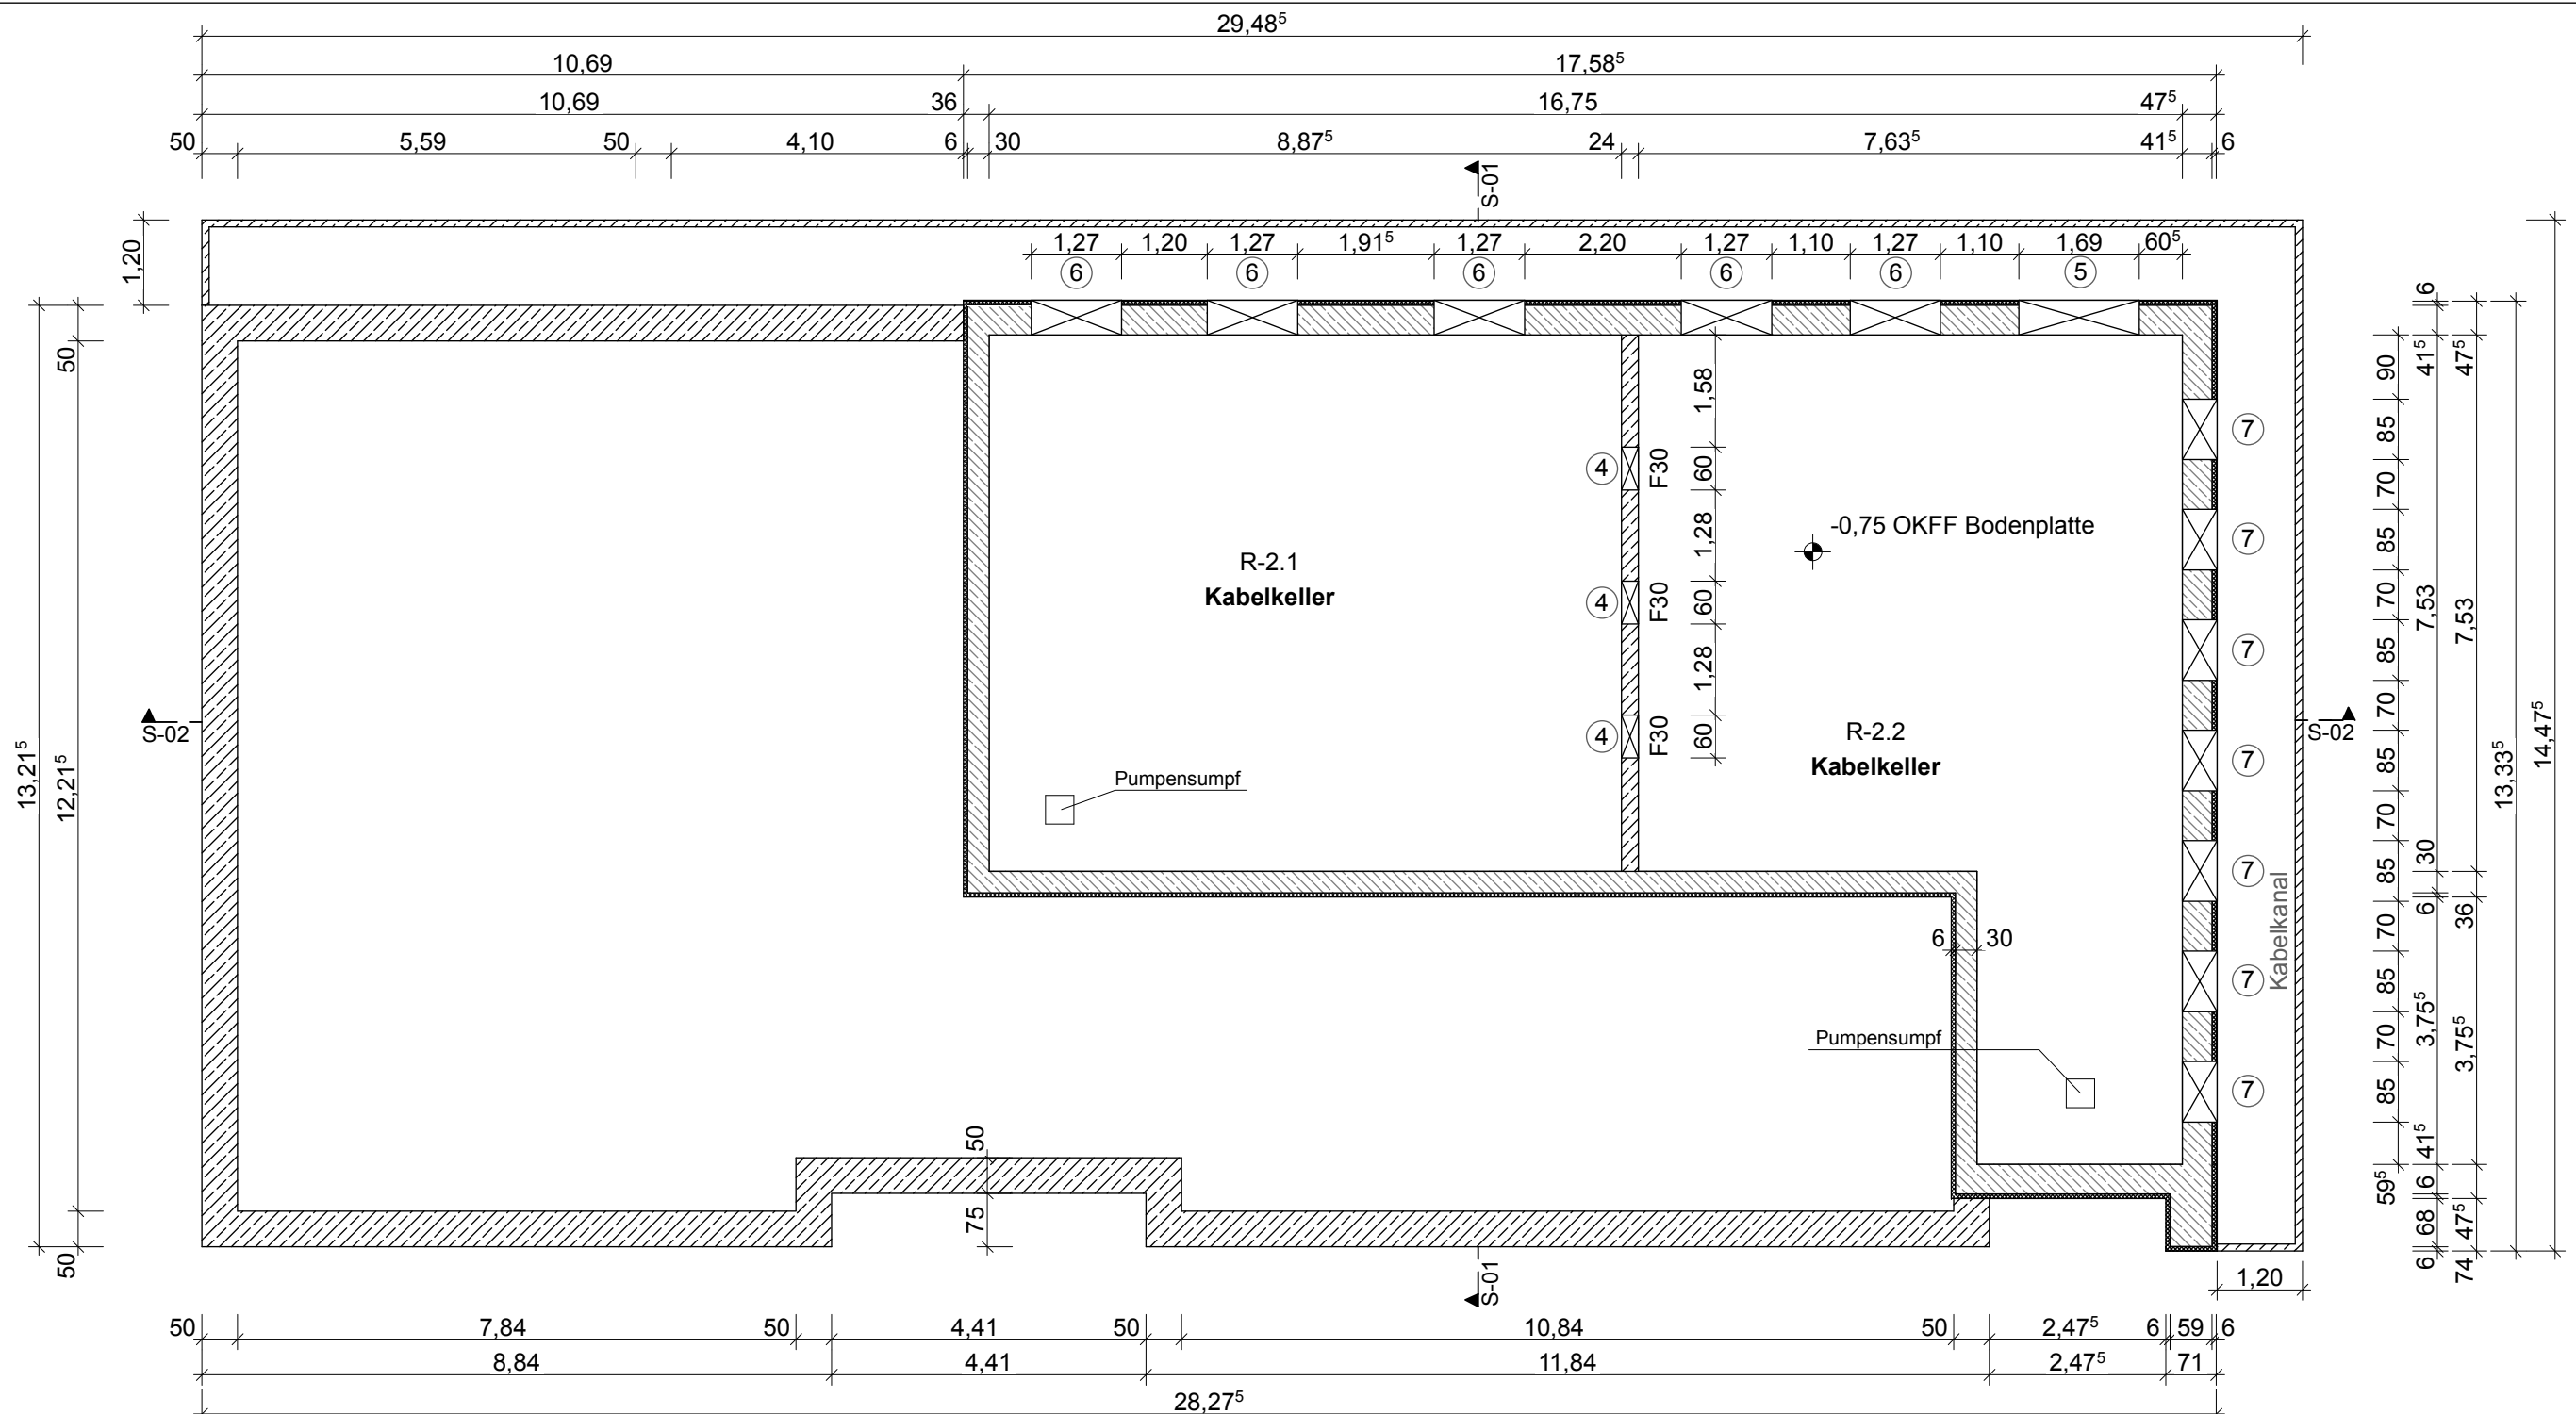 29,48⁵
10,69 17,58⁵
10,69 36 16,75 47⁵
50 5,59 50 4,10 6 30 8,87⁵ 24 7,63⁵ 41⁵ 6
S-01
1,20
1,27 1,20 1,27 1,91⁵ 1,27 2,20 1,27 1,10 1,27 1,10 1,69 60⁵
6 6 6 6 6 5
13,21⁵
50 12,21⁵ 50
S-02
1,58 60 1,28 60 1,28 60
4 F30
4 F30
4 F30
-0,75 OKFF Bodenplatte
R-2.1
Kabelkeller
R-2.2
Kabelkeller
Pumpensumpf
Pumpensumpf
6 30
50
75
7
7
7
7
7
7
7
Kabelkanal
S-02
90 85 70 85 70 85 70 85 70 85 70 85 70 85 59⁵
6 41⁵ 7,53 30 6 3,75⁵ 41⁵ 6 68 6
47⁵ 7,53 36 3,75⁵ 47⁵ 74
13,33⁵
14,47⁵
1,20
S-01
50 7,84 50 4,41 50 10,84 50 2,47⁵ 6 59 6
8,84 4,41 11,84 2,47⁵ 71
28,27⁵